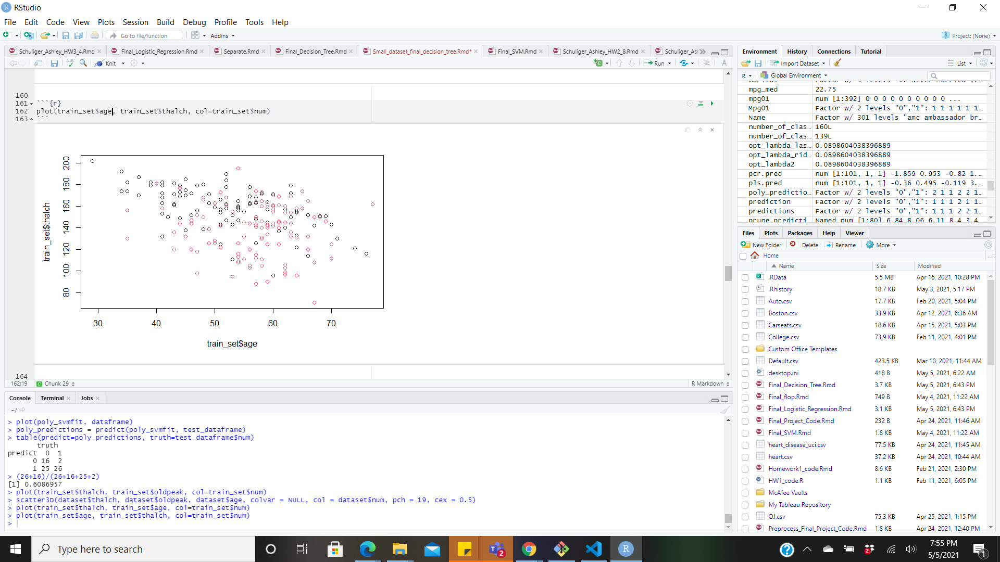 RStudio
File Edit Code View Plots Session Build Debug Profile Tools Help
Go to file/function Addins Project: (None)
Schuliger_Ashley_HW3_4.Rmd Final_Logistic_Regression.Rmd Separate.Rmd Final_Decision_Tree.Rmd Small_dataset_final_decision_tree.Rmd* Final_SVM.Rmd Schuliger_Ashley_HW2_8.Rmd Schuliger_As
ABC Knit Run
160
161 ```{r}
162 plot(train_set$age, train_set$thalch, col=train_set$num)
163 ```
200
180
160
140
120
100
80
train_set$thalch
30 40 50 60 70
train_set$age
164
162:19 Chunk 29 R Markdown
Console Terminal Jobs
~/
> plot(poly_svmfit, dataframe)
> poly_predictions = predict(poly_svmfit, test_dataframe)
> table(predict=poly_predictions, truth=test_dataframe$num)
truth
predict 0 1
0 16 2
1 25 26
> (26+16)/(26+16+25+2)
[1] 0.6086957
> plot(train_set$thalch, train_set$oldpeak, col=train_set$num)
> scatter3D(dataset$thalch, dataset$oldpeak, dataset$age, colvar = NULL, col = dataset$num, pch = 19, cex = 0.5)
> plot(train_set$thalch, train_set$age, col=train_set$num)
> plot(train_set$age, train_set$thalch, col=train_set$num)
>
Environment History Connections Tutorial
Import Dataset List
R Global Environment
mpg_med 22.75
mpg01 num [1:392] 0 0 0 0 0 0 0 0 0 0 ...
Mpg01 Factor w/ 2 levels "0","1": 1 1 1 1 1 1…
Name Factor w/ 301 levels "amc ambassador br…
number_of_clas… 160L
number_of_clas… 139L
opt_lambda_las… 0.0898604038396889
opt_lambda_rid… 0.0898604038396889
opt_lambda2 0.0898604038396889
pcr.pred num [1:101, 1, 1] -1.859 0.953 -0.82 1.…
pls.pred num [1:101, 1, 1] -0.36 0.495 -0.119 3.…
poly_predictio… Factor w/ 2 levels "0","1": 2 1 1 2 2 1…
prediction Factor w/ 2 levels "0","1": 1 1 1 2 1 1…
predictions Factor w/ 2 levels "0","1": 1 1 1 2 2 1…
prune_predicti Named num [1:80] 6.84 8.06 6.11 8.4 3.4
Files Plots Packages Help Viewer
New Folder Delete Rename More
Home ...
Name Size Modified
.RData 5.5 MB Apr 16, 2021, 10:28 PM
.Rhistory 18.7 KB May 3, 2021, 5:17 PM
Auto.csv 17.7 KB Feb 20, 2021, 5:04 PM
Boston.csv 33.9 KB Apr 12, 2021, 6:36 AM
Carseats.csv 18.6 KB Apr 15, 2021, 5:03 PM
College.csv 73.9 KB Feb 11, 2021, 4:01 PM
Custom Office Templates
Default.csv 423.5 KB Mar 10, 2021, 11:44 AM
desktop.ini 418 B May 5, 2021, 6:22 AM
Final_Decision_Tree.Rmd 3.7 KB May 5, 2021, 6:43 PM
Final_flop.Rmd 749 B May 4, 2021, 11:22 AM
Final_Logistic_Regression.Rmd 3.1 KB May 5, 2021, 6:43 PM
Final_Project_Code.Rmd 232 B Apr 24, 2021, 11:46 AM
Final_SVM.Rmd 1.8 KB May 4, 2021, 11:22 AM
heart_disease_uci.csv 77.5 KB Apr 24, 2021, 11:45 AM
heart.csv 37.2 KB Apr 24, 2021, 10:44 AM
Homework1_code.Rmd 8.6 KB Feb 21, 2021, 2:30 PM
HW1_code.R 1.1 KB Feb 11, 2021, 6:05 PM
McAfee Vaults
My Tableau Repository
OJ.csv 75.3 KB Apr 25, 2021, 1:15 PM
Preprocess_Final_Project_Code.Rmd 1.8 KB Apr 24, 2021, 12:40 PM
Type here to search
2
R
2
7:55 PM
5/5/2021
1